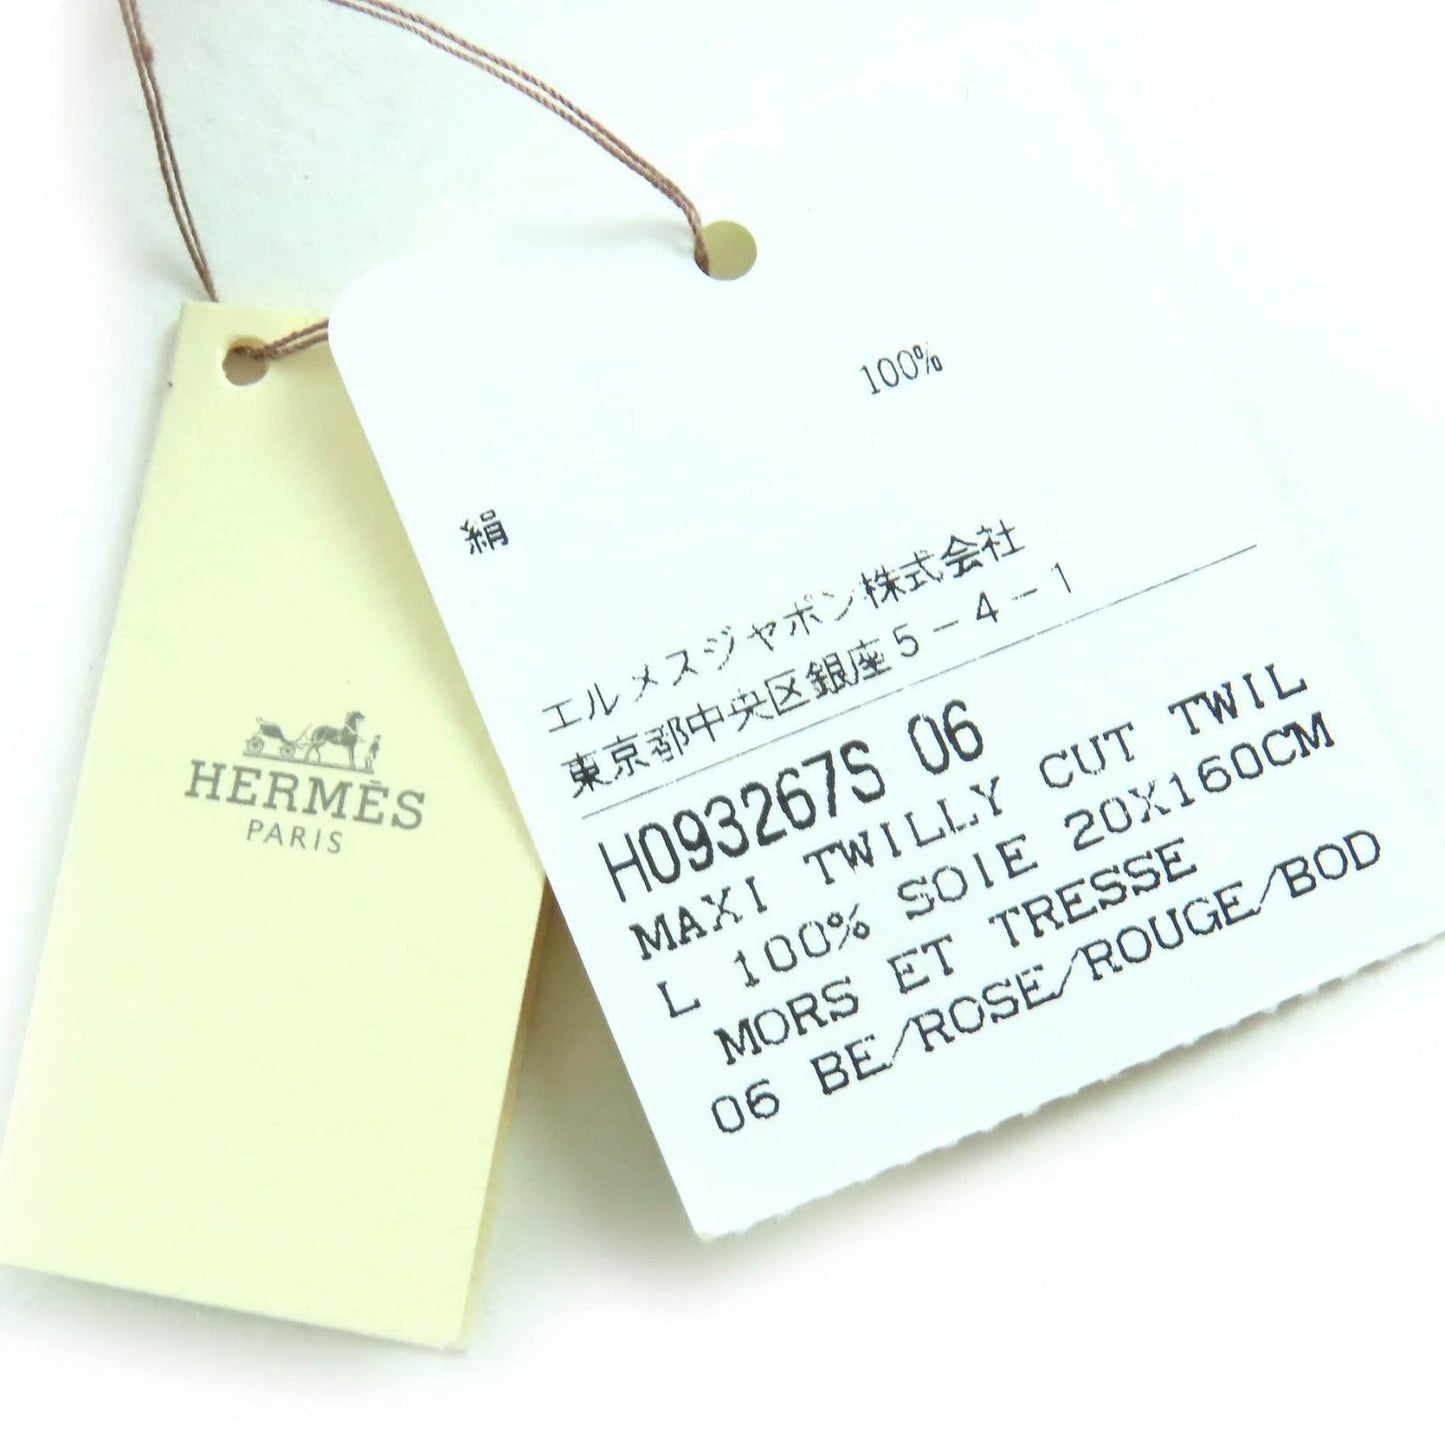 HERMÈS
PARIS
100%
絹
エルメスジャポン株式会社
東京都中央区銀座5-4-1
H093267S 06
MAXI TWILLY CUT TWIL
L 100% SOIE 20X160CM
MORS ET TRESSE
06 BE/ROSE/ROUGE/BOD